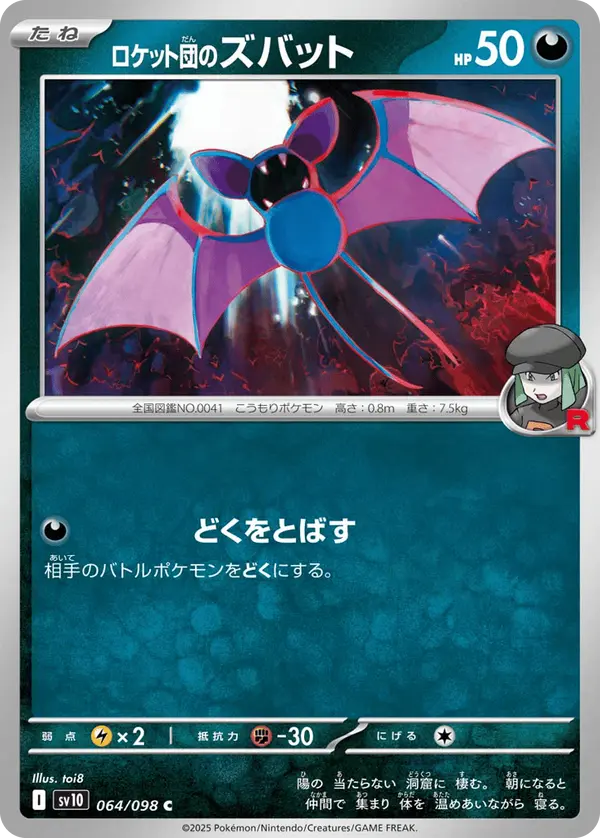 たね ロケット団のズバット HP50
全国図鑑NO.0041 こうもりポケモン 高さ:0.8m 重さ:7.5kg
R
どくをとばす
相手のバトルポケモンをどくにする。
弱点 ×2 抵抗力 -30 にげる
Illus. toi8
I sv10 064/098 C
陽の 当たらない 洞窟に 棲む。朝になると
仲間で 集まり 体を 温めあいながら 寝る。
©2025 Pokémon/Nintendo/Creatures/GAME FREAK.